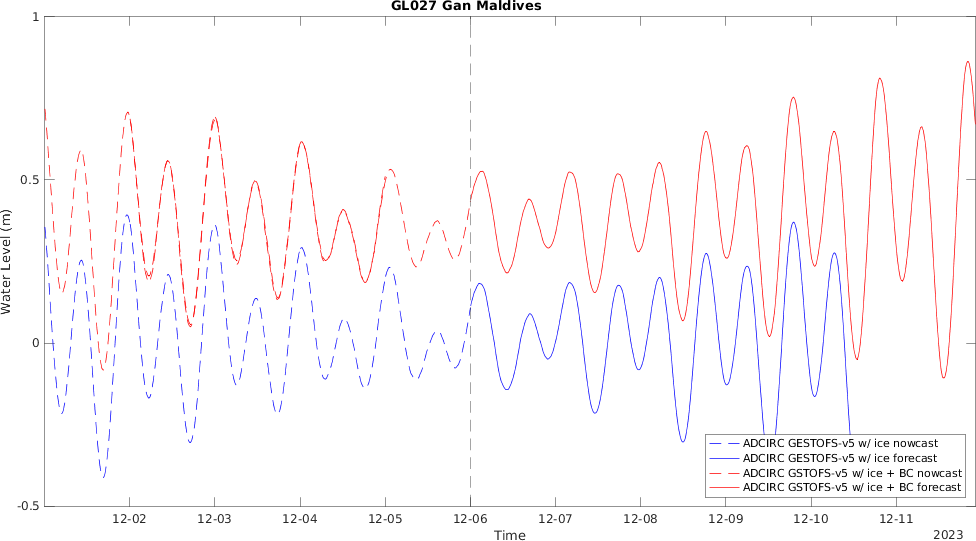 GL027 Gan Maldives
1
0.5
0
-0.5
Water Level (m)
12-02 12-03 12-04 12-05 12-06 12-07 12-08 12-09 12-10 12-11
Time
2023
ADCIRC GESTOFS-v5 w/ ice nowcast
ADCIRC GESTOFS-v5 w/ ice forecast
ADCIRC GSTOFS-v5 w/ ice + BC nowcast
ADCIRC GSTOFS-v5 w/ ice + BC forecast